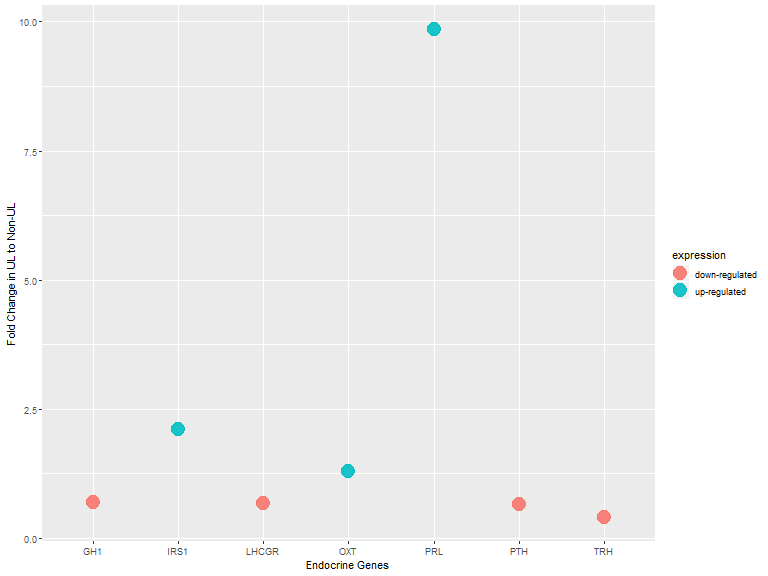 10.0
7.5
5.0
2.5
0.0
Fold Change in UL to Non-UL
GH1 IRS1 LHCGR OXT PRL PTH TRH
Endocrine Genes
expression
down-regulated
up-regulated